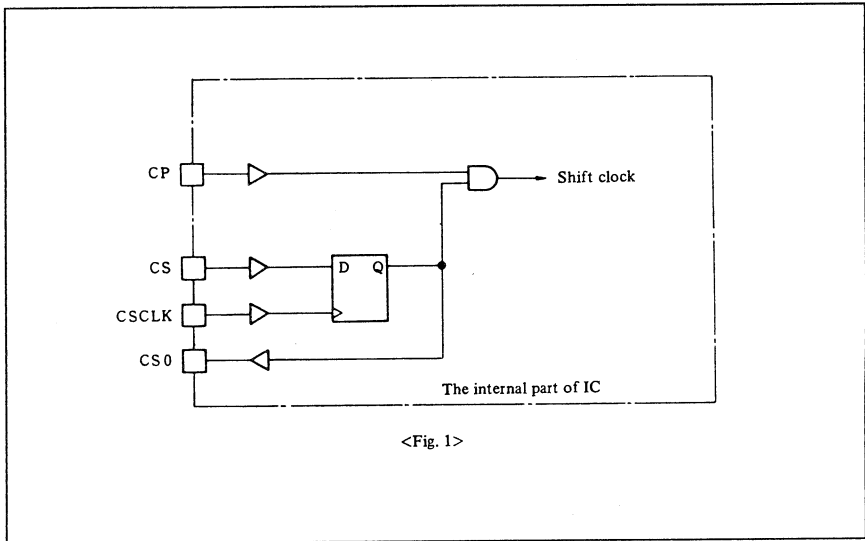 CP
Shift clock
CS
D Q
CSCLK
CS0
The internal part of IC
<Fig. 1>